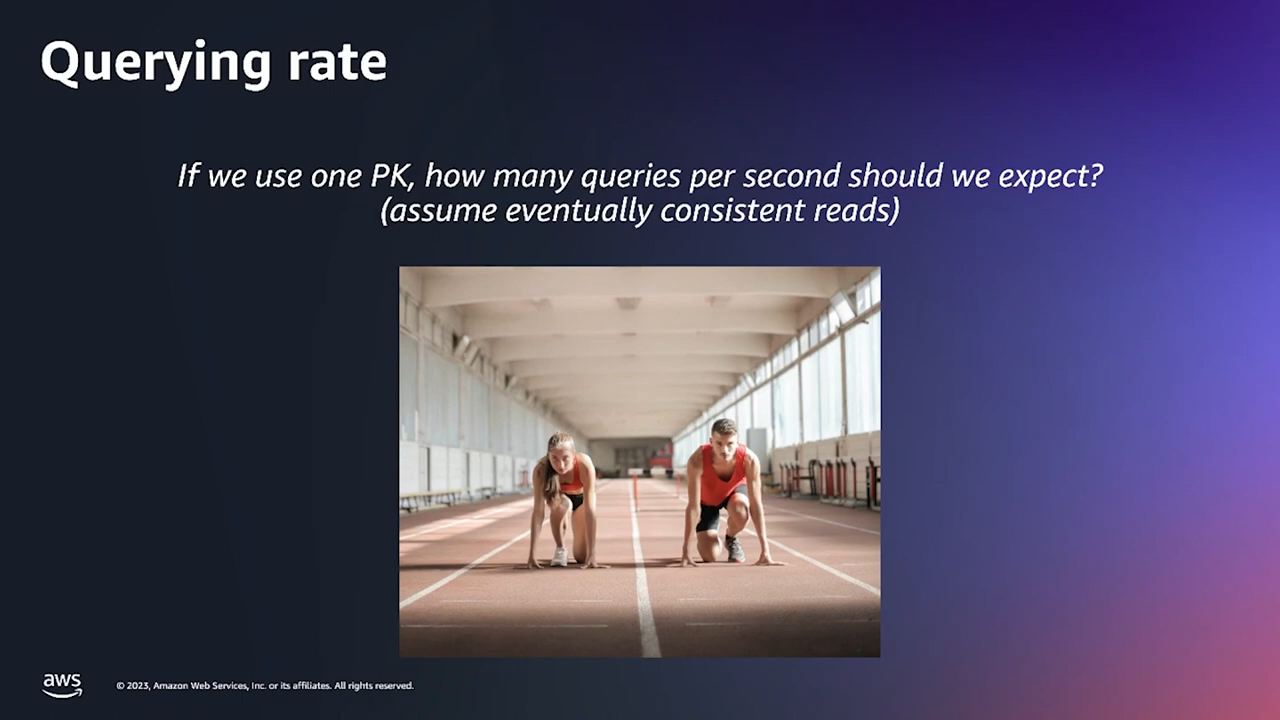 Querying rate
If we use one PK, how many queries per second should we expect?
(assume eventually consistent reads)
aws
© 2023, Amazon Web Services, Inc. or its affiliates. All rights reserved.